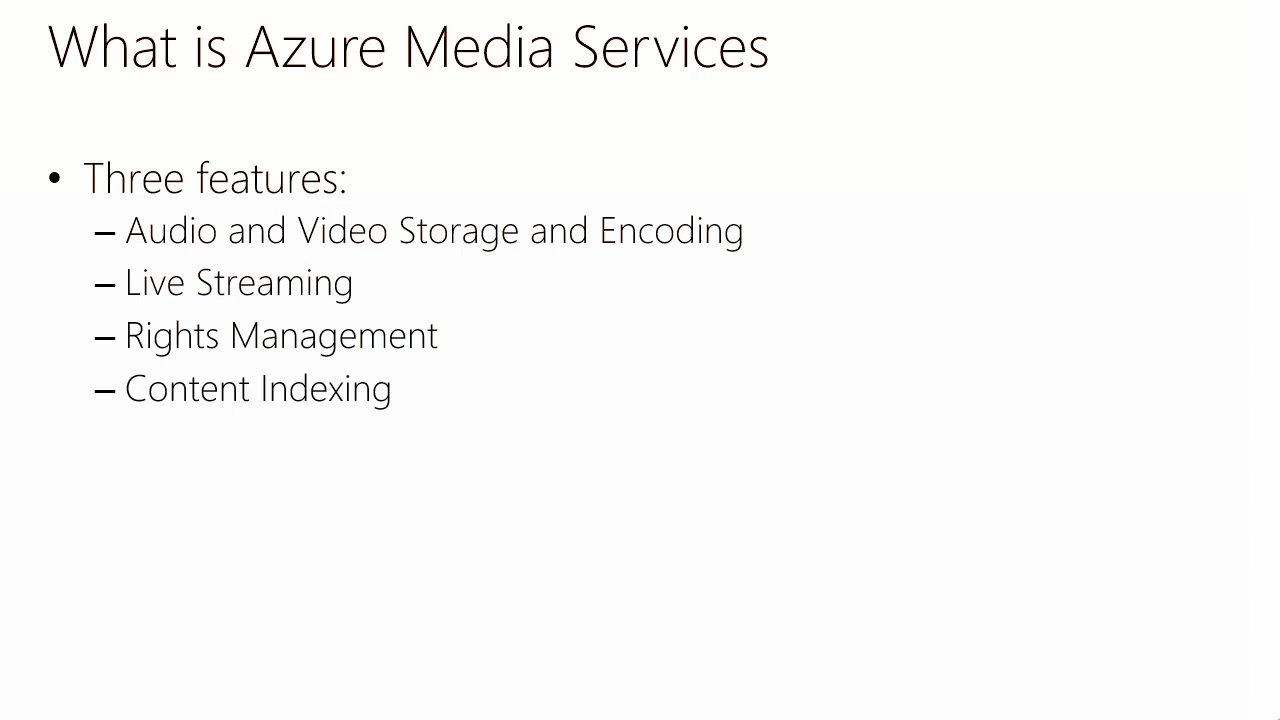 What is Azure Media Services
• Three features:
– Audio and Video Storage and Encoding
– Live Streaming
– Rights Management
– Content Indexing